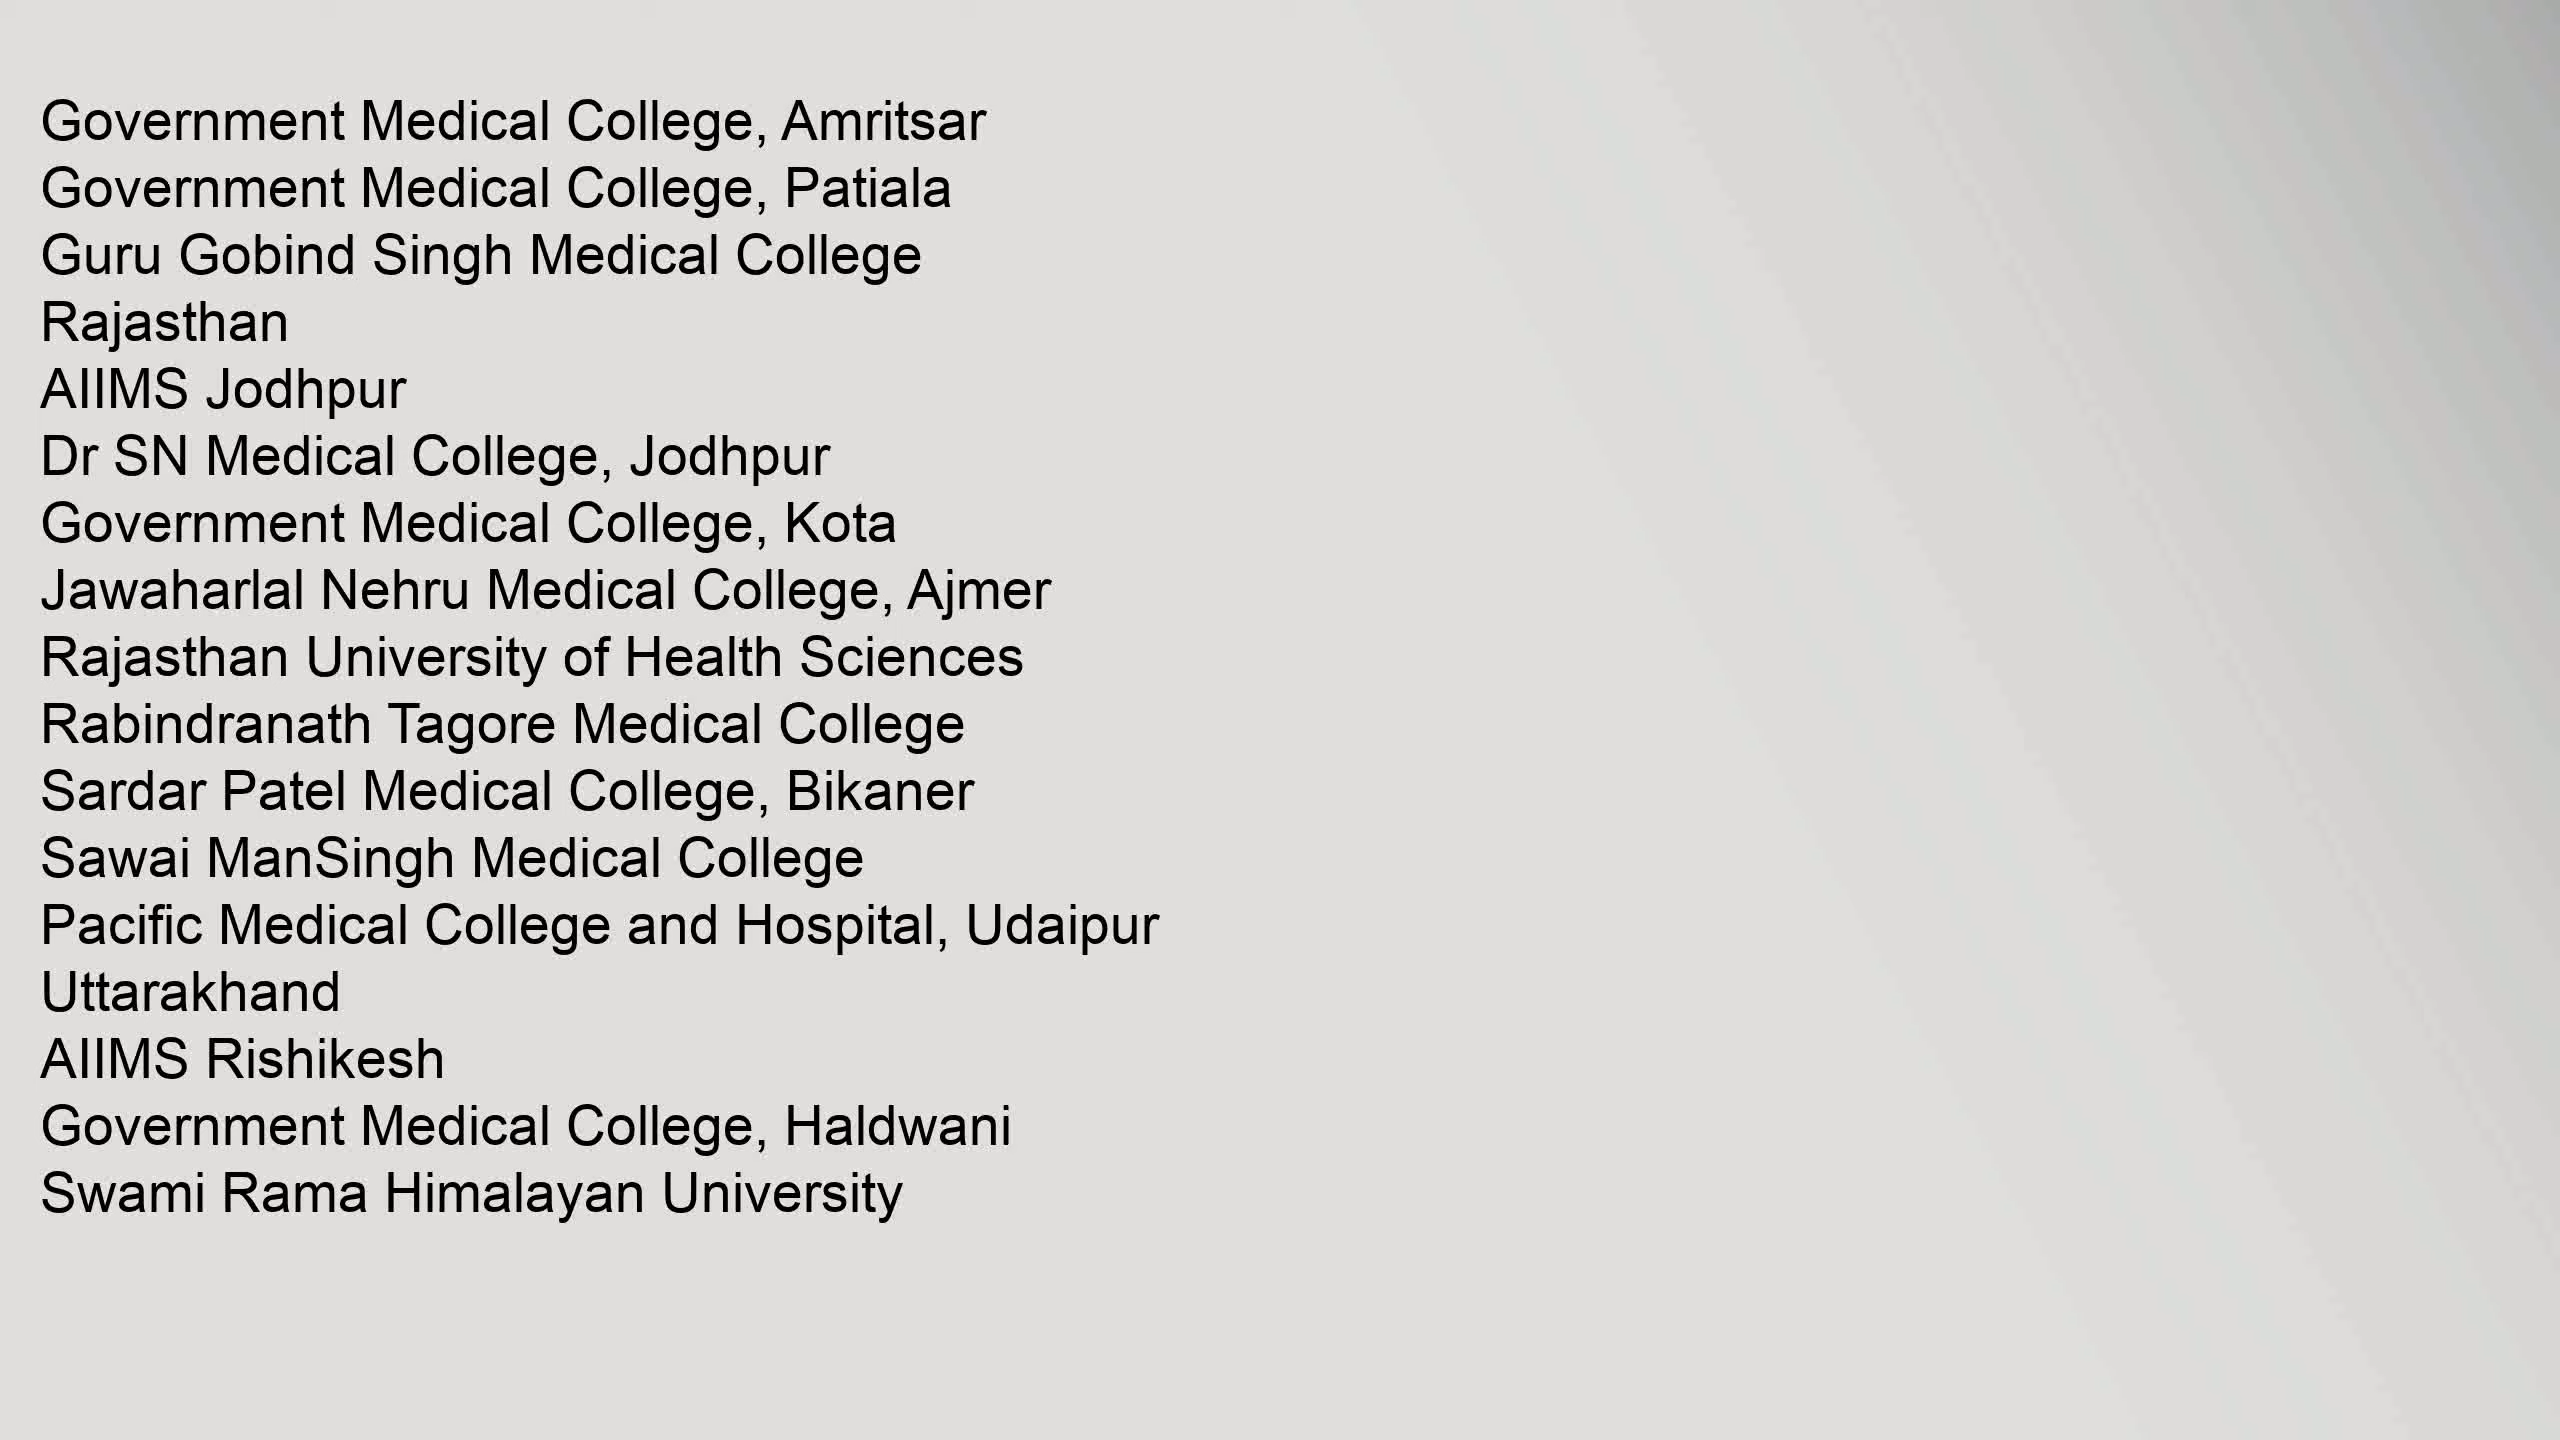 Government Medical College, Amritsar
Government Medical College, Patiala
Guru Gobind Singh Medical College
Rajasthan
AIIMS Jodhpur
Dr SN Medical College, Jodhpur
Government Medical College, Kota
Jawaharlal Nehru Medical College, Ajmer
Rajasthan University of Health Sciences
Rabindranath Tagore Medical College
Sardar Patel Medical College, Bikaner
Sawai ManSingh Medical College
Pacific Medical College and Hospital, Udaipur
Uttarakhand
AIIMS Rishikesh
Government Medical College, Haldwani
Swami Rama Himalayan University